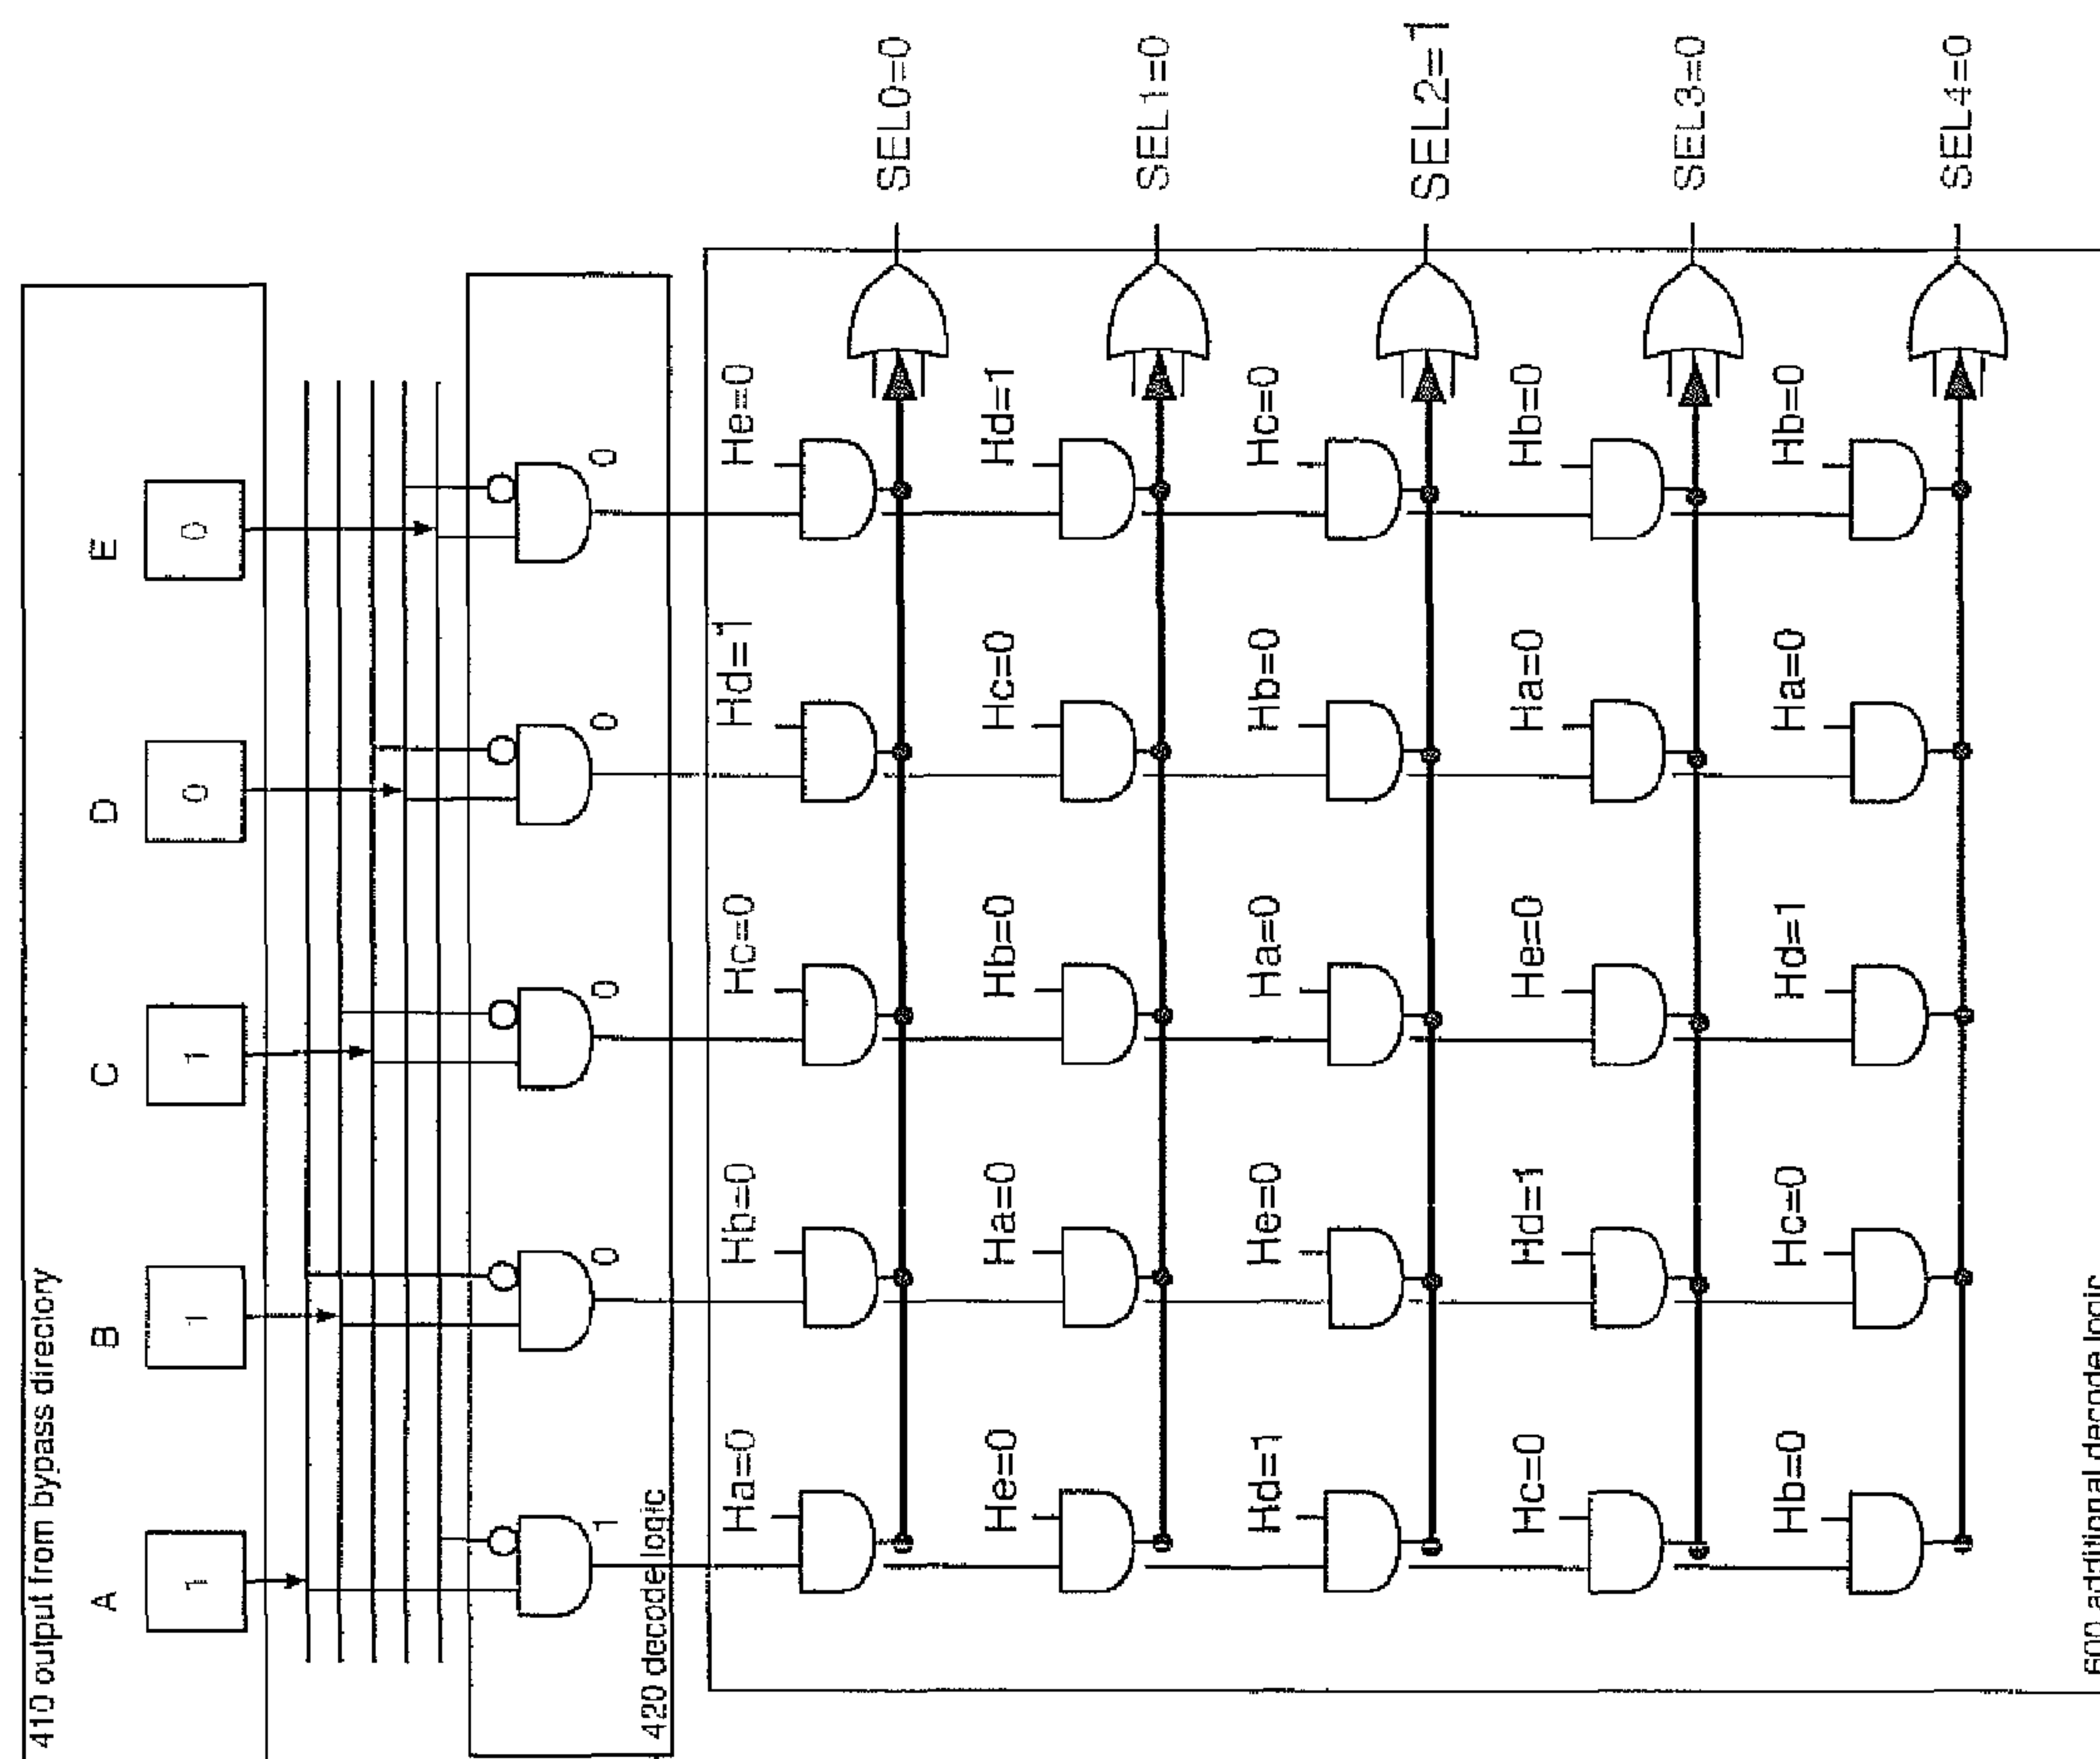 410 output from bypass directory
A B C D E
1 1 1 0 0
1 0 0 0 0
420 decode logic
Ha=0 Hb=0 Hc=0 Hd=1 He=0
SEL0=0
He=0 Ha=0 Hb=0 Hc=0 Hd=1
SEL1=0
Hd=1 He=0 Ha=0 Hb=0 Hc=0
SEL2=1
Hc=0 Hd=1 He=0 Ha=0 Hb=0
SEL3=0
Hb=0 Hc=0 Hd=1 Ha=0 Hb=0
SEL4=0
600 additional decode logic